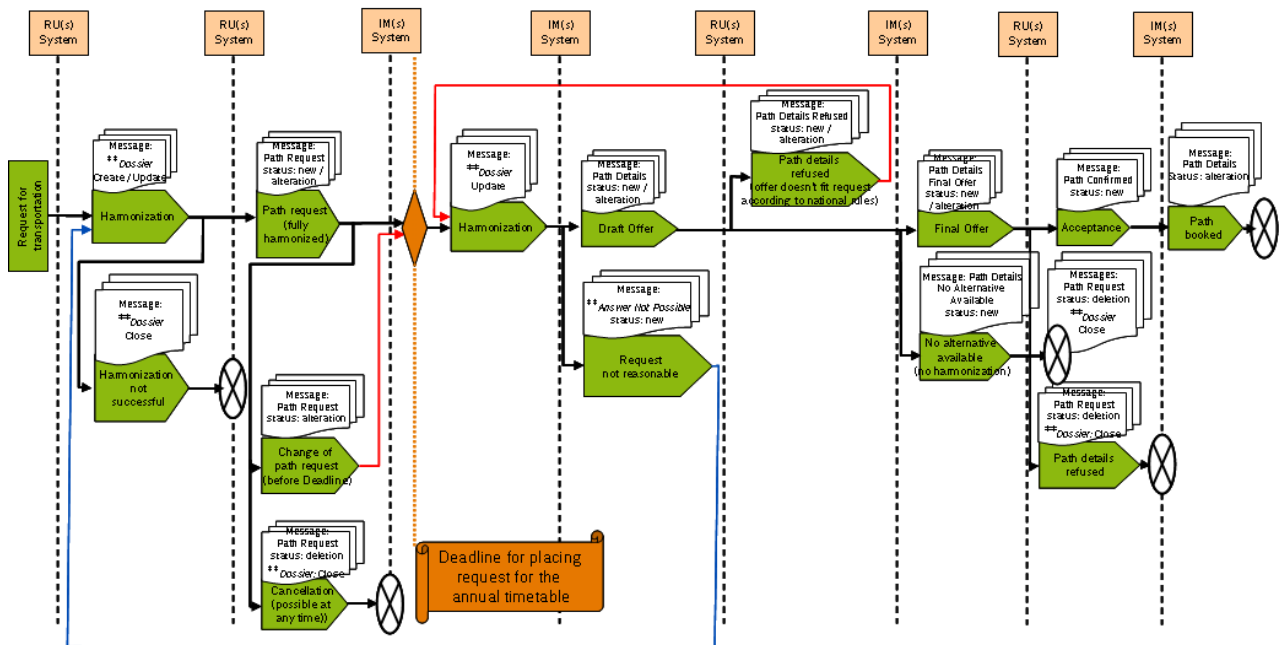 RU(s)
System
RU(s)
System
IM(s)
System
IM(s)
System
RU(s)
System
IM(s)
System
RU(s)
System
IM(s)
System
Request for
transportation
Message:
**Dossier
Create / Update
Harmonization
Message:
**Dossier
Close
Harmonization
not
successful
Message:
Path Request
status: new /
alteration
Path request
(fully
harmonized)
Message:
Path Request
status: alteration
Change of
path request
(before Deadline)
Message:
Path Request
status: deletion
**Dossier: Close
Cancellation
(possible at
any time))
Deadline for placing
request for the
annual timetable
Message:
**Dossier
Update
Harmonization
Message:
Path Details
status: new /
alteration
Draft Offer
Message:
**Answer Not Possible
status: new
Request
not reasonable
Message:
Path Details Refused
status: new /
alteration
Path details
refused
(offer doesn't fit request
according to national rules)
Message:
Path Details
Final Offer
status: new
/ alteration
Final Offer
Message: Path Details
No Alternative
Available
status: new
No alternative
available
(no harmonization)
Message:
Path Confirmed
status: new
Acceptance
Messages:
Path Request
status: deletion
**Dossier
Close
Messages:
Path Request
status: deletion
**Dossier: Close
Path details
refused
Message:
Path Details
Status: alteration
Path
booked